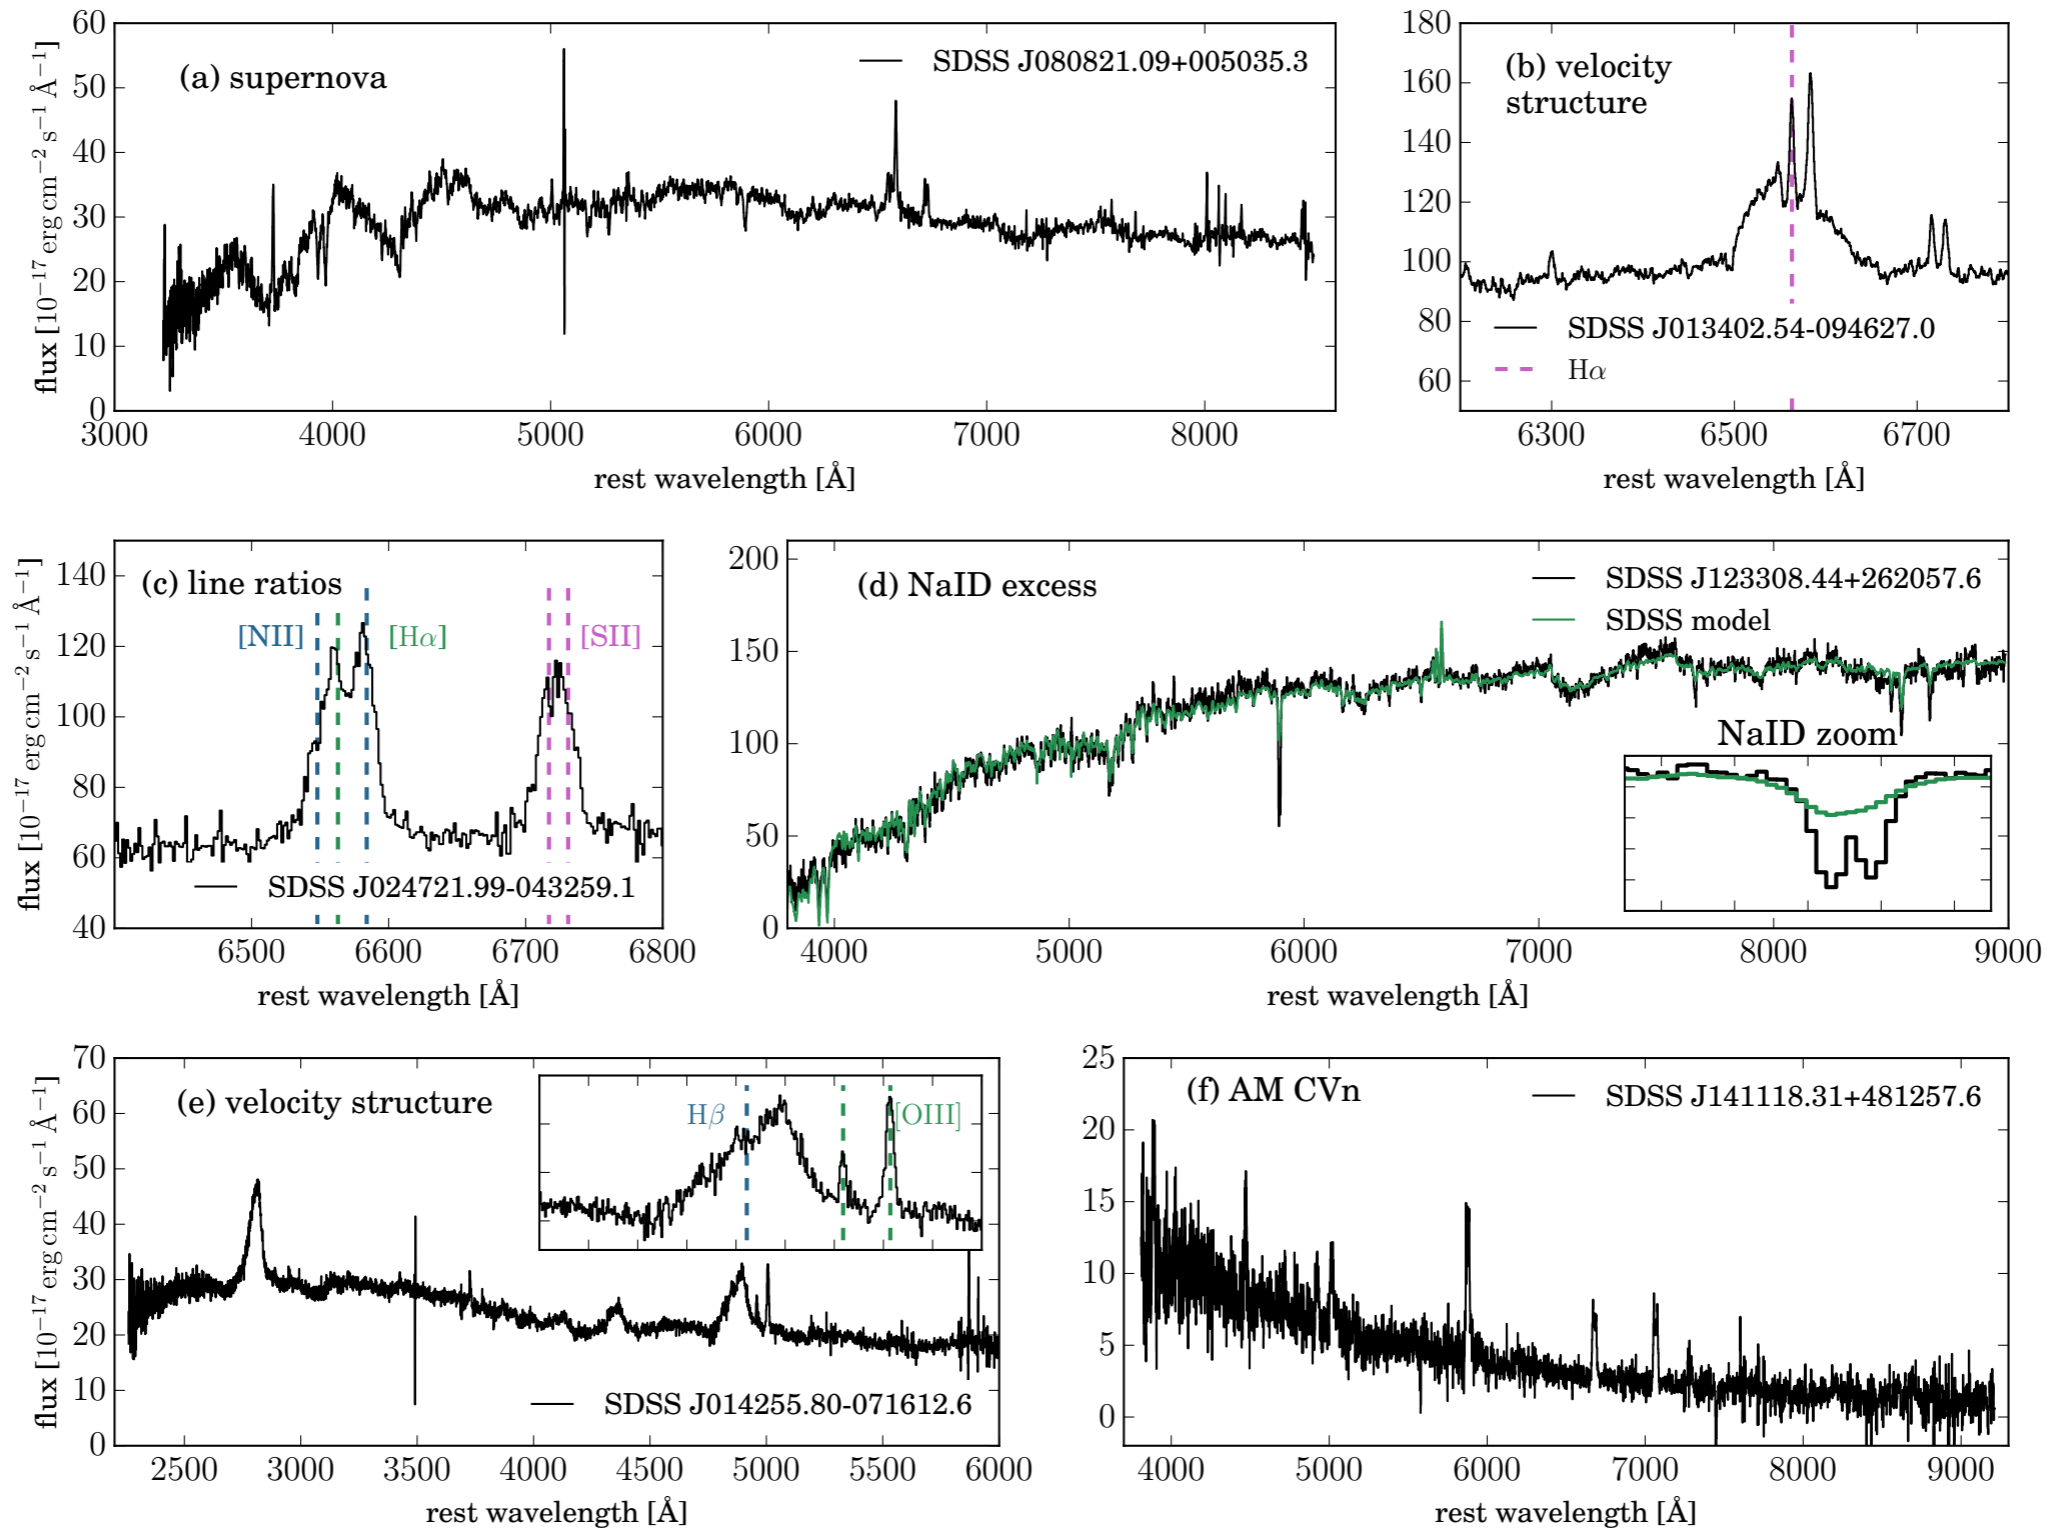 (a) supernova
SDSS J080821.09+005035.3
flux [10−17 erg cm−2 s−1 Å−1]
60
50
40
30
20
10
0
3000 4000 5000 6000 7000 8000
rest wavelength [Å]
(b) velocity
structure
180
160
140
120
100
80
60
SDSS J013402.54-094627.0
Hα
6300 6500 6700
rest wavelength [Å]
(c) line ratios
[NII] [Hα] [SII]
flux [10−17 erg cm−2 s−1 Å−1]
140
120
100
80
60
40
SDSS J024721.99-043259.1
6500 6600 6700 6800
rest wavelength [Å]
(d) NaID excess
SDSS J123308.44+262057.6
SDSS model
200
150
100
50
0
NaID zoom
4000 5000 6000 7000 8000 9000
rest wavelength [Å]
(e) velocity structure
Hβ [OIII]
flux [10−17 erg cm−2 s−1 Å−1]
70
60
50
40
30
20
10
0
SDSS J014255.80-071612.6
2500 3000 3500 4000 4500 5000 5500 6000
rest wavelength [Å]
(f) AM CVn
SDSS J141118.31+481257.6
25
20
15
10
5
0
4000 5000 6000 7000 8000 9000
rest wavelength [Å]